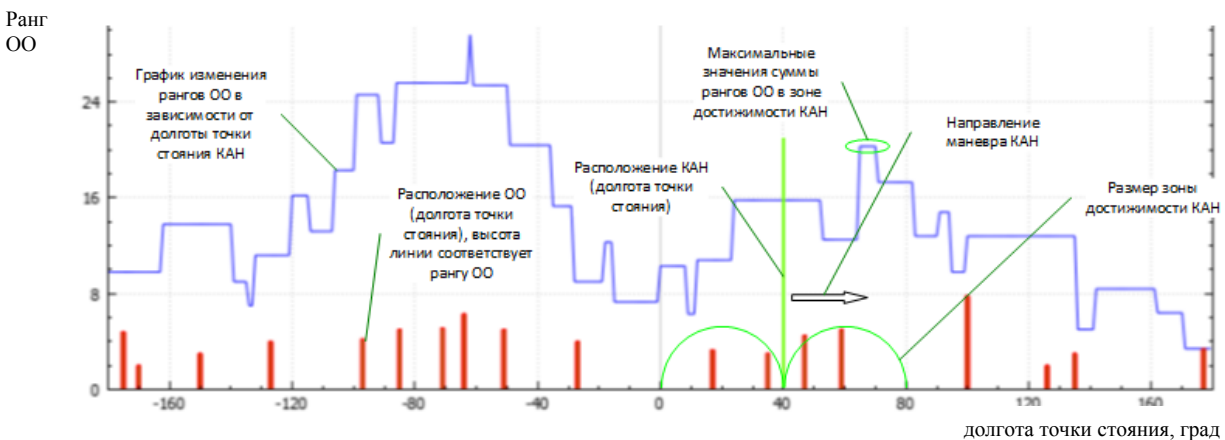 Ранг
ОО
График изменения
рангов ОО в
зависимости от
долготы точки
стояния КАН
Максимальные
значения суммы
рангов ОО в зоне
достижимости КАН
Направление
маневра КАН
Расположение КАН
(долгота точки
стояния)
Расположение ОО
(долгота точки
стояния), высота
линии соответствует
рангу ОО
Размер зоны
достижимости КАН
24
16
8
0
-160 -120 -80 -40 0 40 80 120 160
долгота точки стояния, град